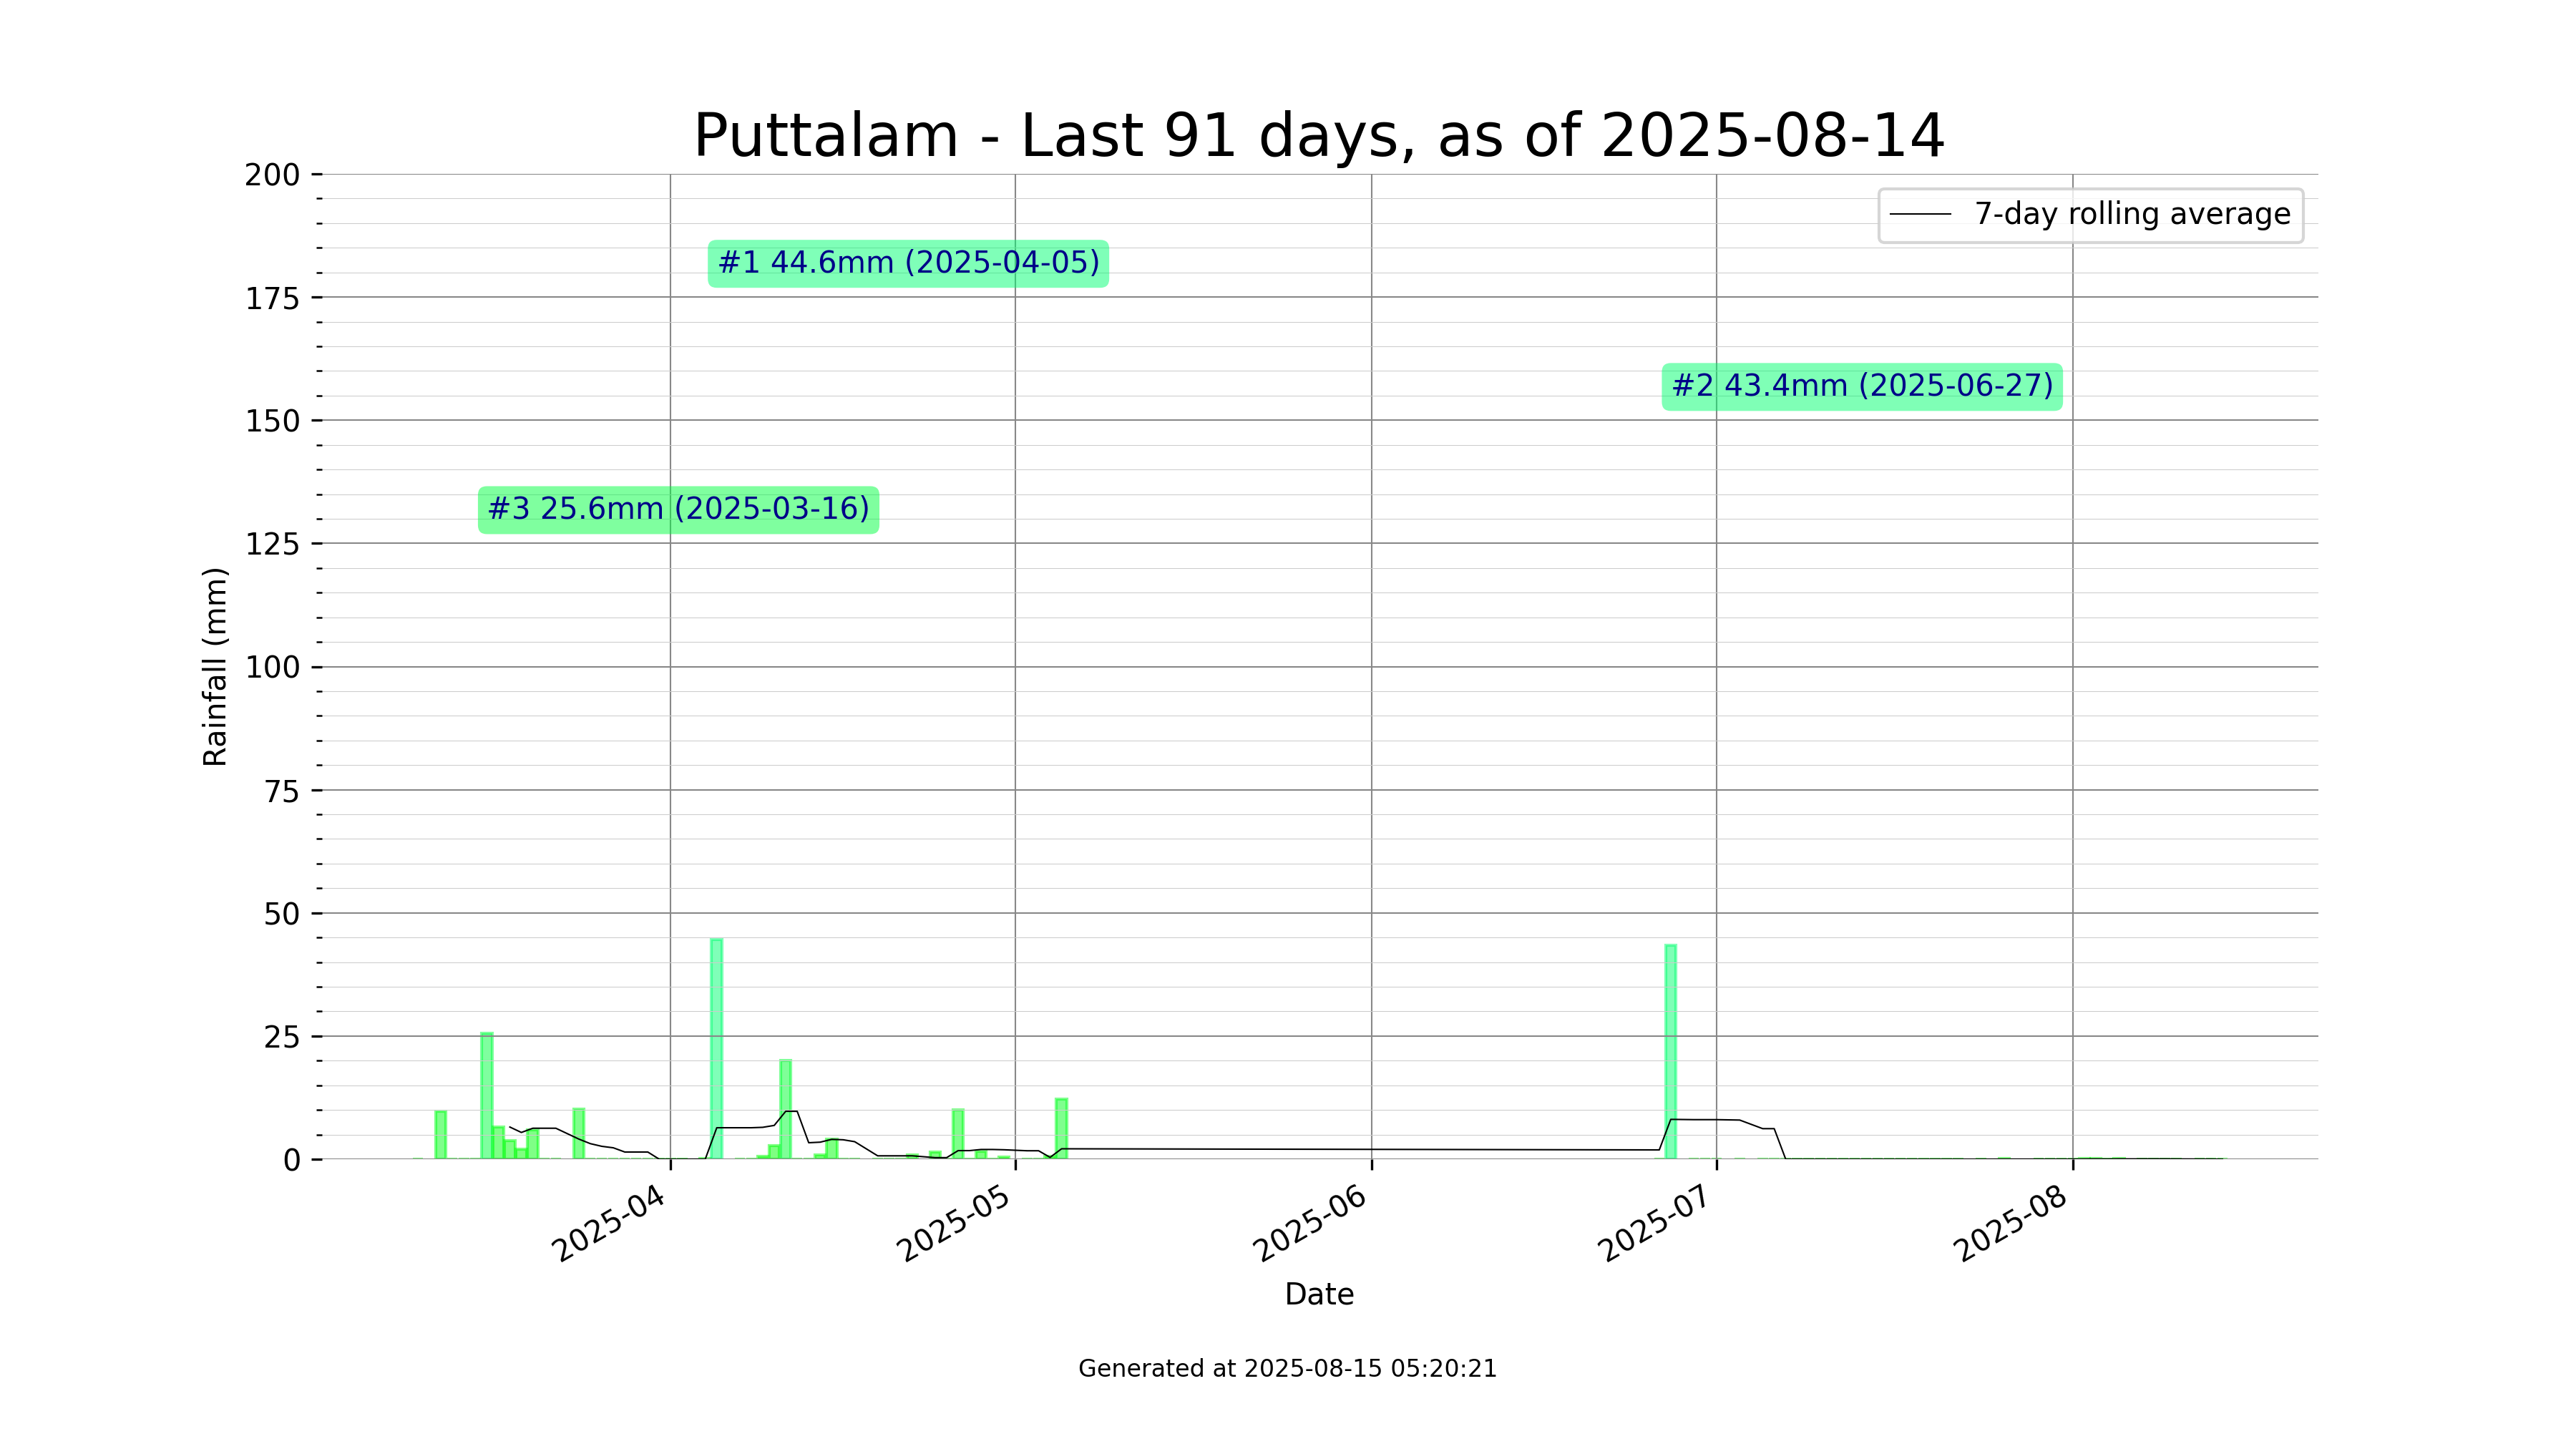 Puttalam - Last 91 days, as of 2025-08-14
7-day rolling average
#1 44.6mm (2025-04-05)
#2 43.4mm (2025-06-27)
#3 25.6mm (2025-03-16)
Rainfall (mm)
200
175
150
125
100
75
50
25
0
2025-04
2025-05
2025-06
2025-07
2025-08
Date
Generated at 2025-08-15 05:20:21